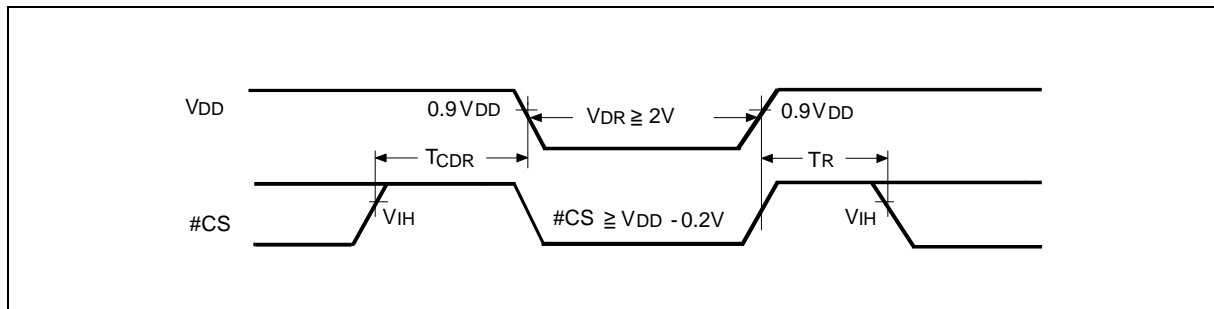 VDD
0.9VDD
VDR ≧ 2V
0.9VDD
TCDR
TR
#CS
VIH
#CS ≧ VDD - 0.2V
VIH